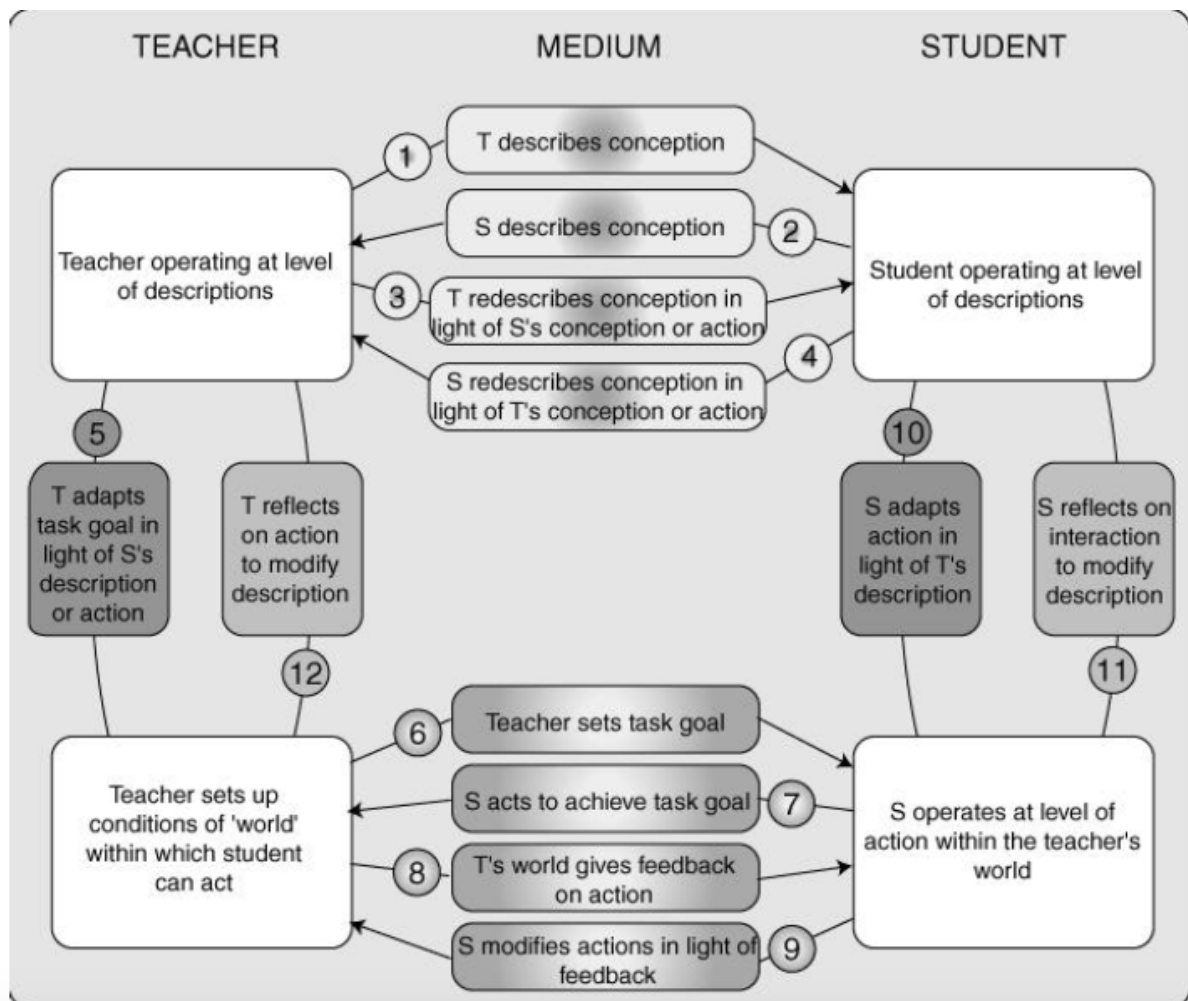 TEACHER
MEDIUM
STUDENT
1
T describes conception
S describes conception
2
Teacher operating at level
of descriptions
3
T redescribes conception in
light of S's conception or action
Student operating at level
of descriptions
4
S redescribes conception in
light of T's conception or action
5
10
T adapts
task goal in
light of S's
description
or action
T reflects
on action
to modify
description
S adapts
action in
light of T's
description
S reflects on
interaction
to modify
description
12
11
6
Teacher sets task goal
Teacher sets up
conditions of 'world'
within which student
can act
S acts to achieve task goal
7
S operates at level of
action within the teacher's
world
8
T's world gives feedback
on action
S modifies actions in light of
feedback
9